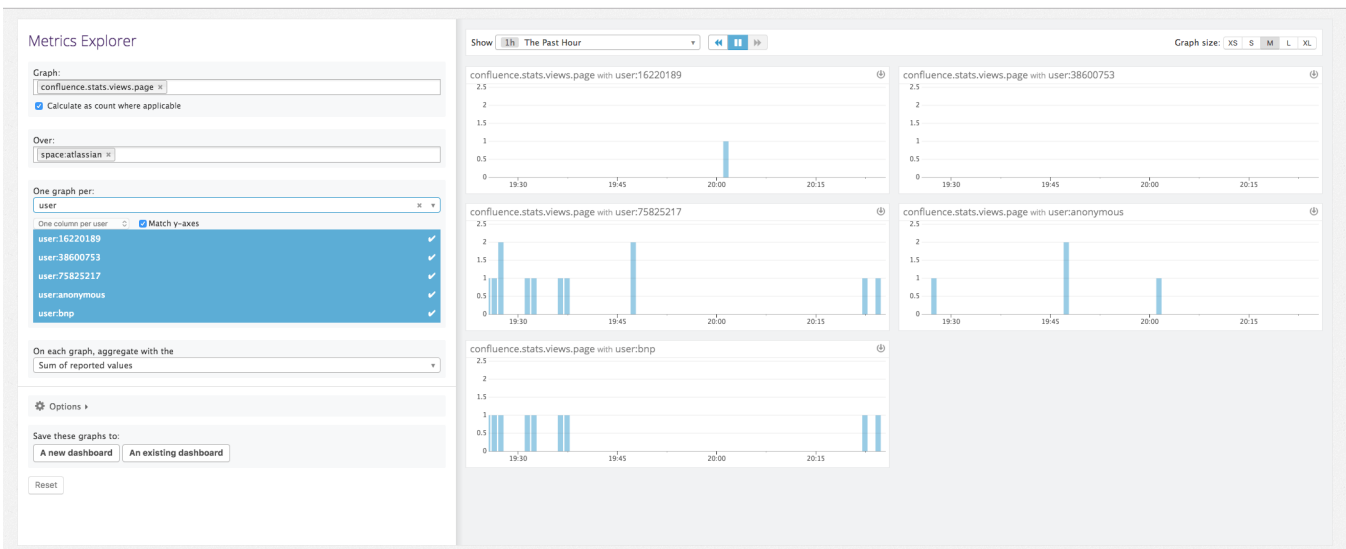 Metrics Explorer
Graph:
confluence.stats.views.page ×
Calculate as count where applicable
Over:
space:atlassian ×
One graph per:
user × ▾
One column per user
Match y-axes
user:16220189
user:38600753
user:75825217
user:anonymous
user:bnp
On each graph, aggregate with the
Sum of reported values
Options
Save these graphs to:
A new dashboard An existing dashboard
Reset
Show 1h The Past Hour
Graph size: XS S M L XL
confluence.stats.views.page with user:16220189
2.5
2
1.5
1
0.5
0
19:30 19:45 20:00 20:15
confluence.stats.views.page with user:38600753
2.5
2
1.5
1
0.5
0
19:30 19:45 20:00 20:15
confluence.stats.views.page with user:75825217
2.5
2
1.5
1
0.5
0
19:30 19:45 20:00 20:15
confluence.stats.views.page with user:anonymous
2.5
2
1.5
1
0.5
0
19:30 19:45 20:00 20:15
confluence.stats.views.page with user:bnp
2.5
2
1.5
1
0.5
0
19:30 19:45 20:00 20:15